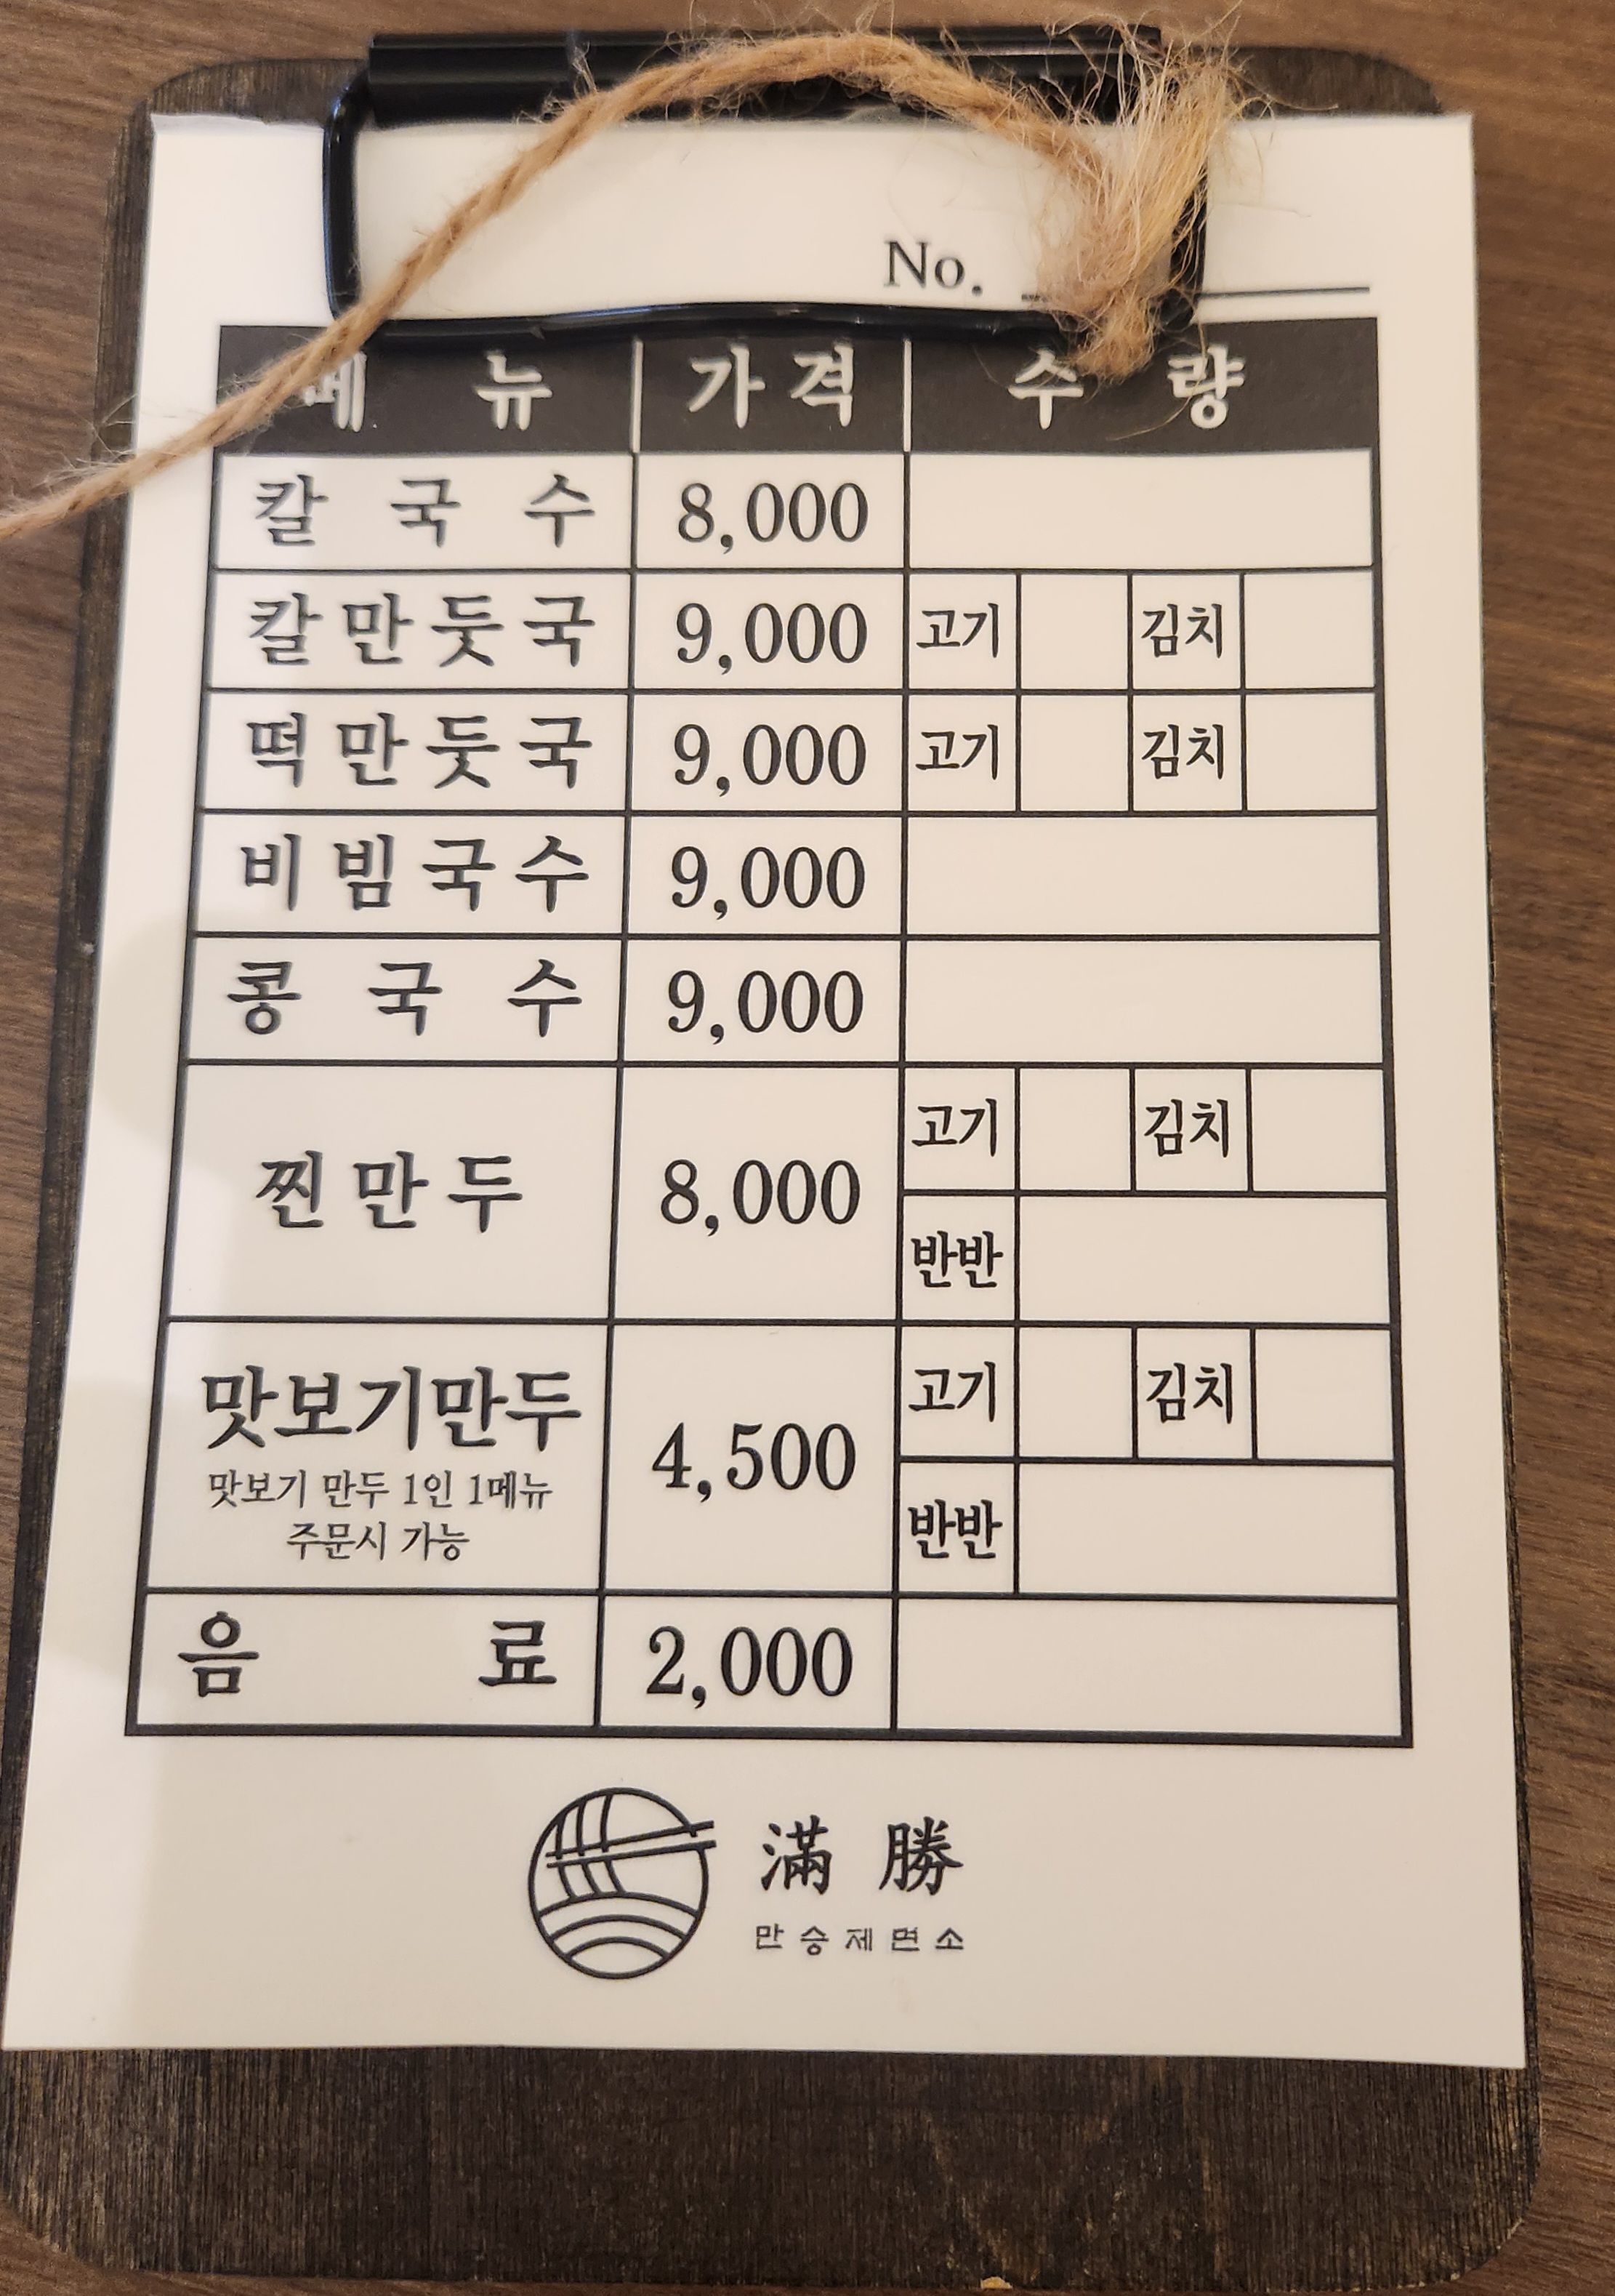 No.
메 뉴 가격 수 량
칼 국 수 8,000
칼만둣국 9,000 고기 김치
떡만둣국 9,000 고기 김치
비빔국수 9,000
콩 국 수 9,000
찐만두 8,000 고기 김치
반반
맛보기만두 4,500 고기 김치
맛보기 만두 1인 1메뉴
주문시 가능
반반
음 료 2,000
滿 勝
만승제면소